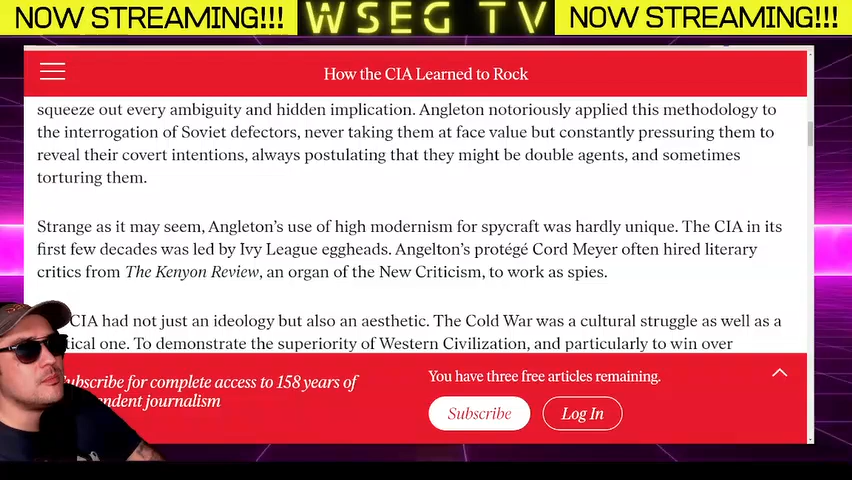 NOW STREAMING!!! WSEG TV NOW STREAMING!!!
How the CIA Learned to Rock
squeeze out every ambiguity and hidden implication. Angleton notoriously applied this methodology to
the interrogation of Soviet defectors, never taking them at face value but constantly pressuring them to
reveal their covert intentions, always postulating that they might be double agents, and sometimes
torturing them.
Strange as it may seem, Angleton’s use of high modernism for spycraft was hardly unique. The CIA in its
first few decades was led by Ivy League eggheads. Angelton’s protégé Cord Meyer often hired literary
critics from The Kenyon Review, an organ of the New Criticism, to work as spies.
CIA had not just an ideology but also an aesthetic. The Cold War was a cultural struggle as well as a
tical one. To demonstrate the superiority of Western Civilization, and particularly to win over
ubscribe for complete access to 158 years of
endent journalism
You have three free articles remaining.
Subscribe
Log In